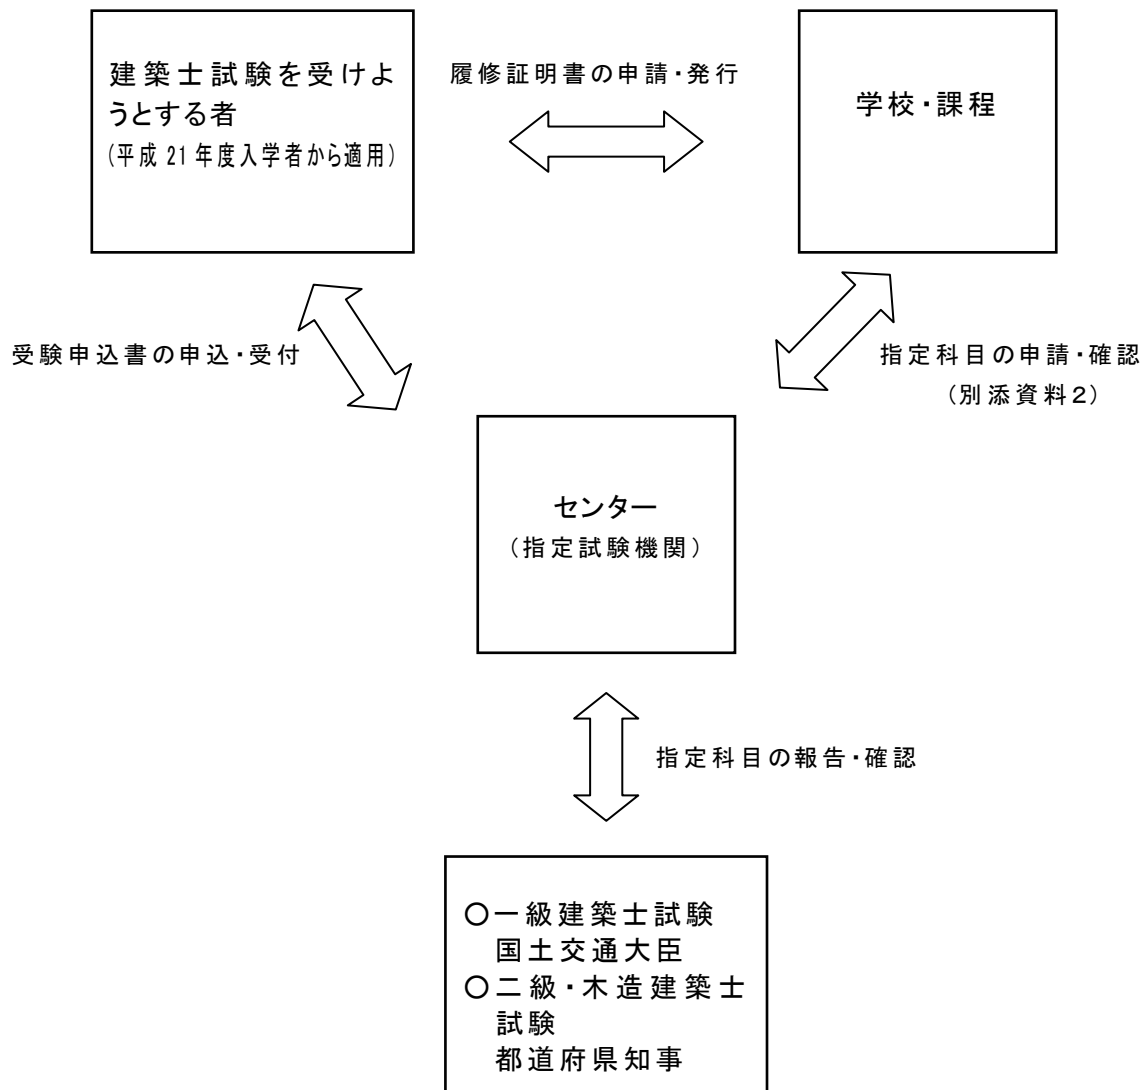 建築士試験を受けよ
うとする者
(平成21年度入学者から適用)
履修証明書の申請・発行
学校・課程
受験申込書の申込・受付
指定科目の申請・確認
(別添資料2)
センター
(指定試験機関)
指定科目の報告・確認
○一級建築士試験
国土交通大臣
○二級・木造建築士
試験
都道府県知事